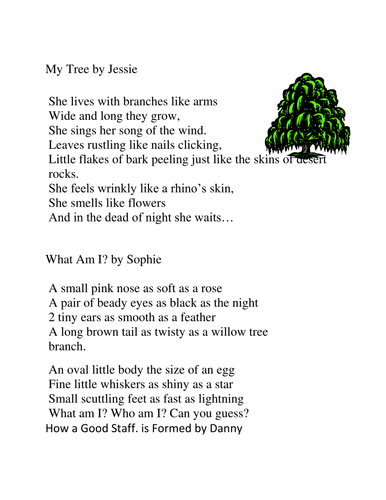 My Tree by Jessie
She lives with branches like arms
Wide and long they grow,
She sings her song of the wind.
Leaves rustling like nails clicking,
Little flakes of bark peeling just like the skins of desert
rocks.
She feels wrinkly like a rhino's skin,
She smells like flowers
And in the dead of night she waits…
What Am I? by Sophie
A small pink nose as soft as a rose
A pair of beady eyes as black as the night
2 tiny ears as smooth as a feather
A long brown tail as twisty as a willow tree
branch.
An oval little body the size of an egg
Fine little whiskers as shiny as a star
Small scuttling feet as fast as lightning
What am I? Who am I? Can you guess?
How a Good Staff. is Formed by Danny